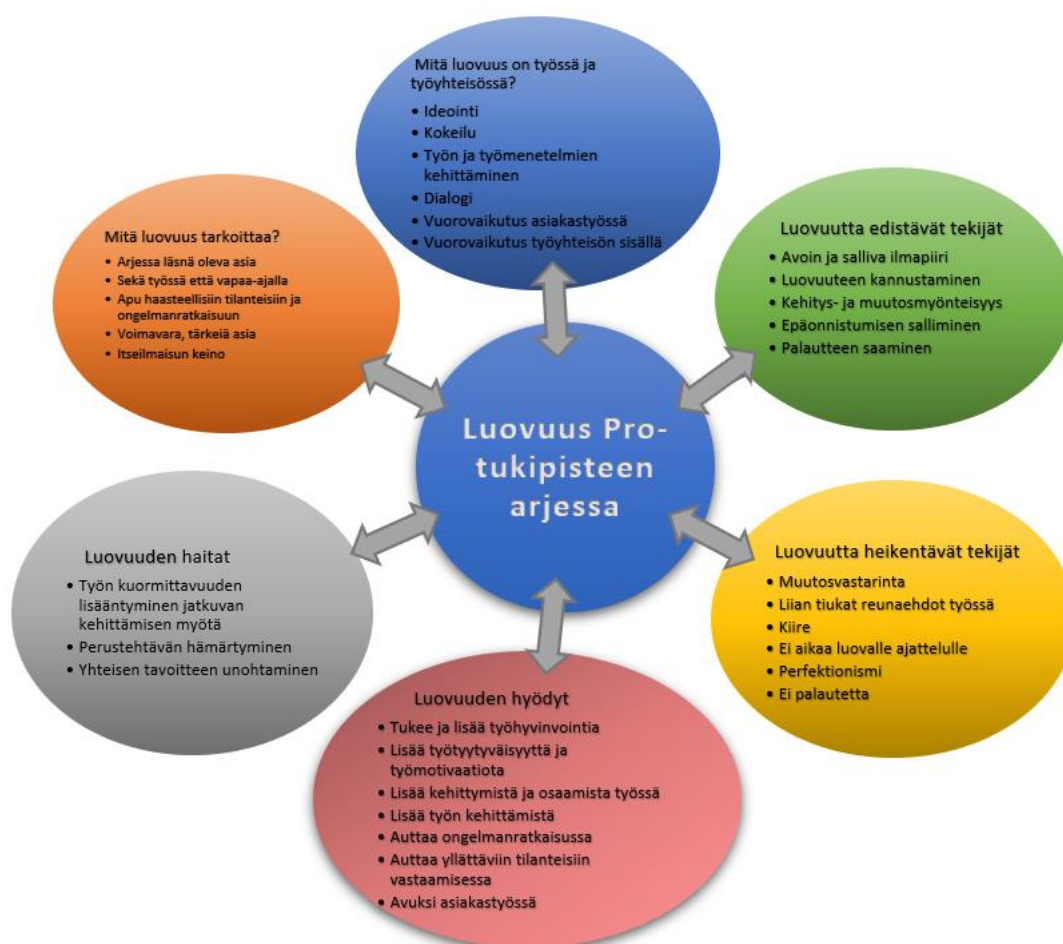 Mitä luovuus on työssä ja
työyhteisössä?
• Ideointi
• Kokeilu
• Työn ja työmenetelmien
kehittäminen
• Dialogi
• Vuorovaikutus asiakastyössä
• Vuorovaikutus työyhteisön sisällä
Luovuutta edistävät tekijät
• Avoin ja salliva ilmapiiri
• Luovuuteen kannustaminen
• Kehitys- ja muutosmyönteisyys
• Epäonnistumisen salliminen
• Palautteen saaminen
Mitä luovuus tarkoittaa?
• Arjessa läsnä oleva asia
• Sekä työssä että vapaa-ajalla
• Apu haasteellisiin tilanteisiin ja
ongelmanratkaisuun
• Voimavara, tärkeiä asia
• Itseilmaisun keino
Luovuus Pro-
tukipisteen
arjessa
Luovuutta heikentävät tekijät
• Muutosvastarinta
• Liian tiukat reunaehdot työssä
• Kiire
• Ei aikaa luovalle ajattelulle
• Perfektionismi
• Ei palautetta
Luovuuden haitat
• Työn kuormittavuuden
lisääntyminen jatkuvan
kehittämisen myötä
• Perustehtävän hämärtyminen
• Yhteisen tavoitteen unohtaminen
Luovuuden hyödyt
• Tukee ja lisää työhyvinvointia
• Lisää työtyytyväisyyttä ja
työmotivaatiota
• Lisää kehittymistä ja osaamista työssä
• Lisää työn kehittämistä
• Auttaa ongelmanratkaisussa
• Auttaa yllättäviin tilanteisiin
vastaamisessa
• Avuksi asiakastyössä